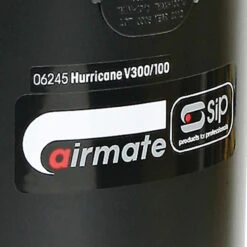 06245 Hurricane V300/100
airmate
sip
products for professionals